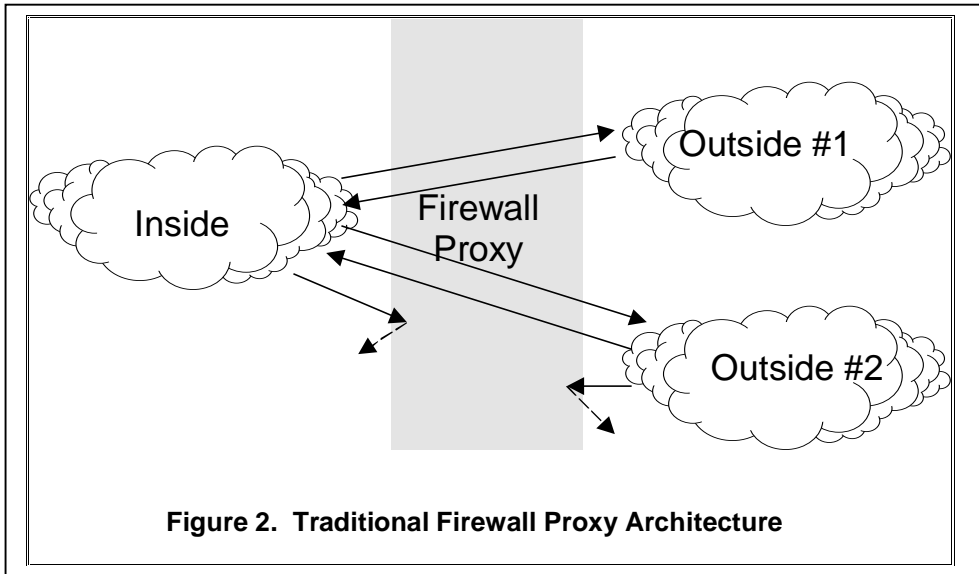 Outside #1
Inside
Firewall
Proxy
Outside #2
Figure 2. Traditional Firewall Proxy Architecture